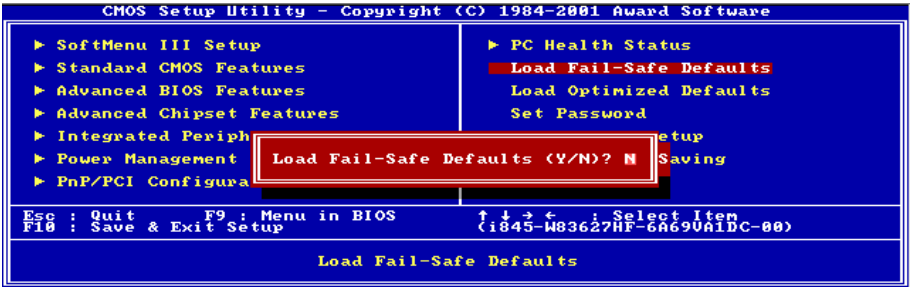 CMOS Setup Utility - Copyright (C) 1984-2001 Award Software
▶ SoftMenu III Setup
▶ Standard CMOS Features
▶ Advanced BIOS Features
▶ Advanced Chipset Features
▶ Integrated Periph
▶ Power Management
▶ PnP/PCI Configura
▶ PC Health Status
Load Fail-Safe Defaults
Load Optimized Defaults
Set Password
etup
Saving
Load Fail-Safe Defaults (Y/N)? N
Esc : Quit F9 : Menu in BIOS ↑ ↓ → ← : Select Item
F10 : Save & Exit Setup (i845-W83627HF-6A69VA1DC-00)
Load Fail-Safe Defaults